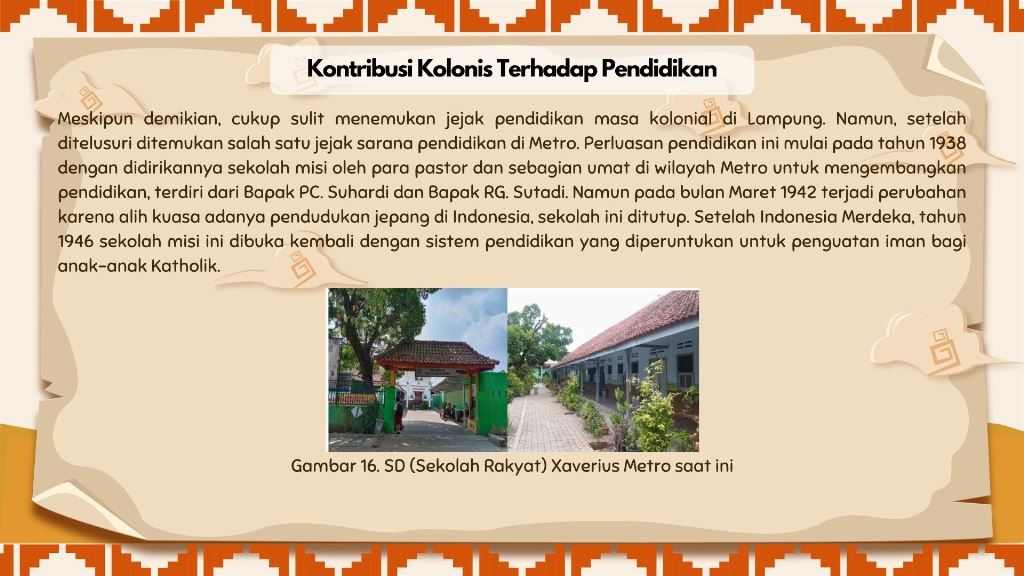 Kontribusi Kolonis Terhadap Pendidikan
Meskipun demikian, cukup sulit menemukan jejak pendidikan masa kolonial di Lampung. Namun, setelah
ditelusuri ditemukan salah satu jejak sarana pendidikan di Metro. Perluasan pendidikan ini mulai pada tahun 1938
dengan didirikannya sekolah misi oleh para pastor dan sebagian umat di wilayah Metro untuk mengembangkan
pendidikan, terdiri dari Bapak PC. Suhardi dan Bapak RG. Sutadi. Namun pada bulan Maret 1942 terjadi perubahan
karena alih kuasa adanya pendudukan jepang di Indonesia, sekolah ini ditutup. Setelah Indonesia Merdeka, tahun
1946 sekolah misi ini dibuka kembali dengan sistem pendidikan yang diperuntukan untuk penguatan iman bagi
anak-anak Katholik.
Gambar 16. SD (Sekolah Rakyat) Xaverius Metro saat ini